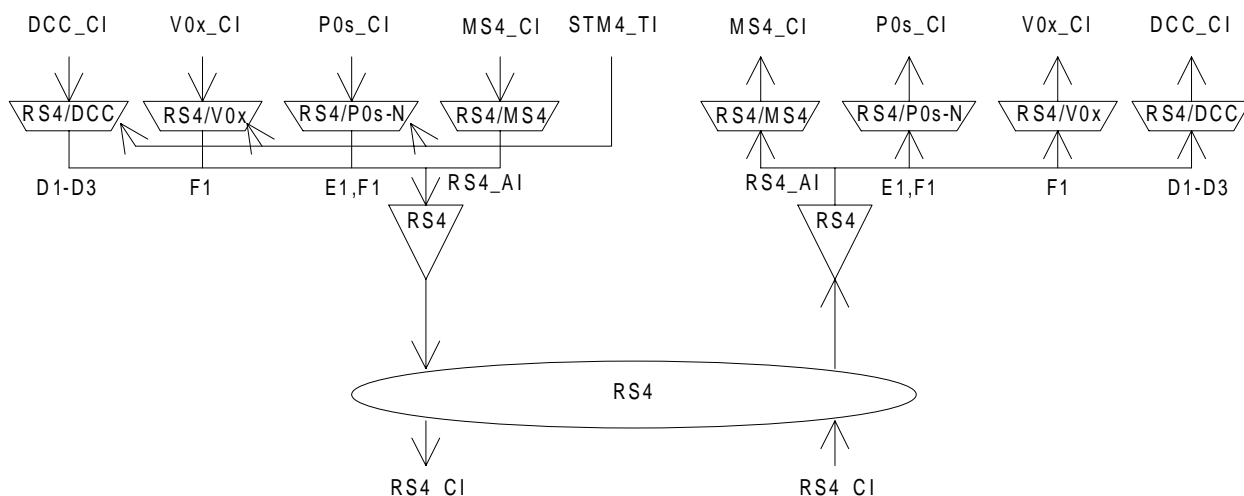 DCC_CI V0x_CI P0s_CI MS4_CI STM4_TI MS4_CI P0s_CI V0x_CI DCC_CI
RS4/DCC RS4/V0x RS4/P0s-N RS4/MS4 RS4/MS4 RS4/P0s-N RS4/V0x RS4/DCC
D1-D3 F1 E1,F1 RS4_AI RS4_AI E1,F1 F1 D1-D3
RS4 RS4
RS4
RS4_CI RS4_CI